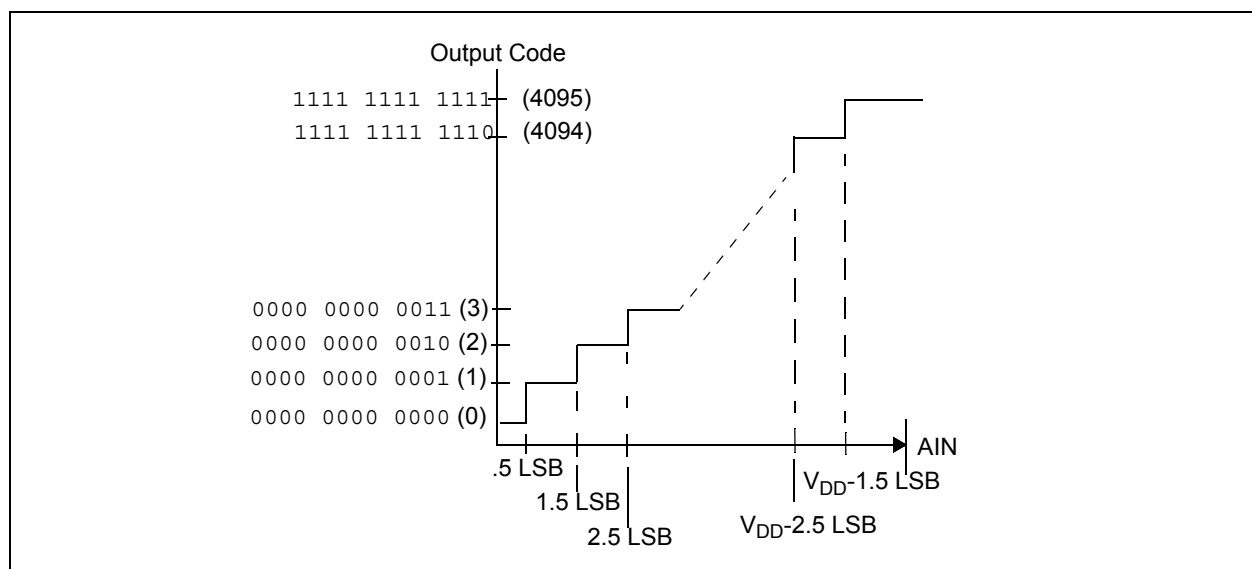 Output Code
1111 1111 1111 (4095)
1111 1111 1110 (4094)
0000 0000 0011 (3)
0000 0000 0010 (2)
0000 0000 0001 (1)
0000 0000 0000 (0)
AIN
.5 LSB
1.5 LSB
2.5 LSB
VDD-1.5 LSB
VDD-2.5 LSB